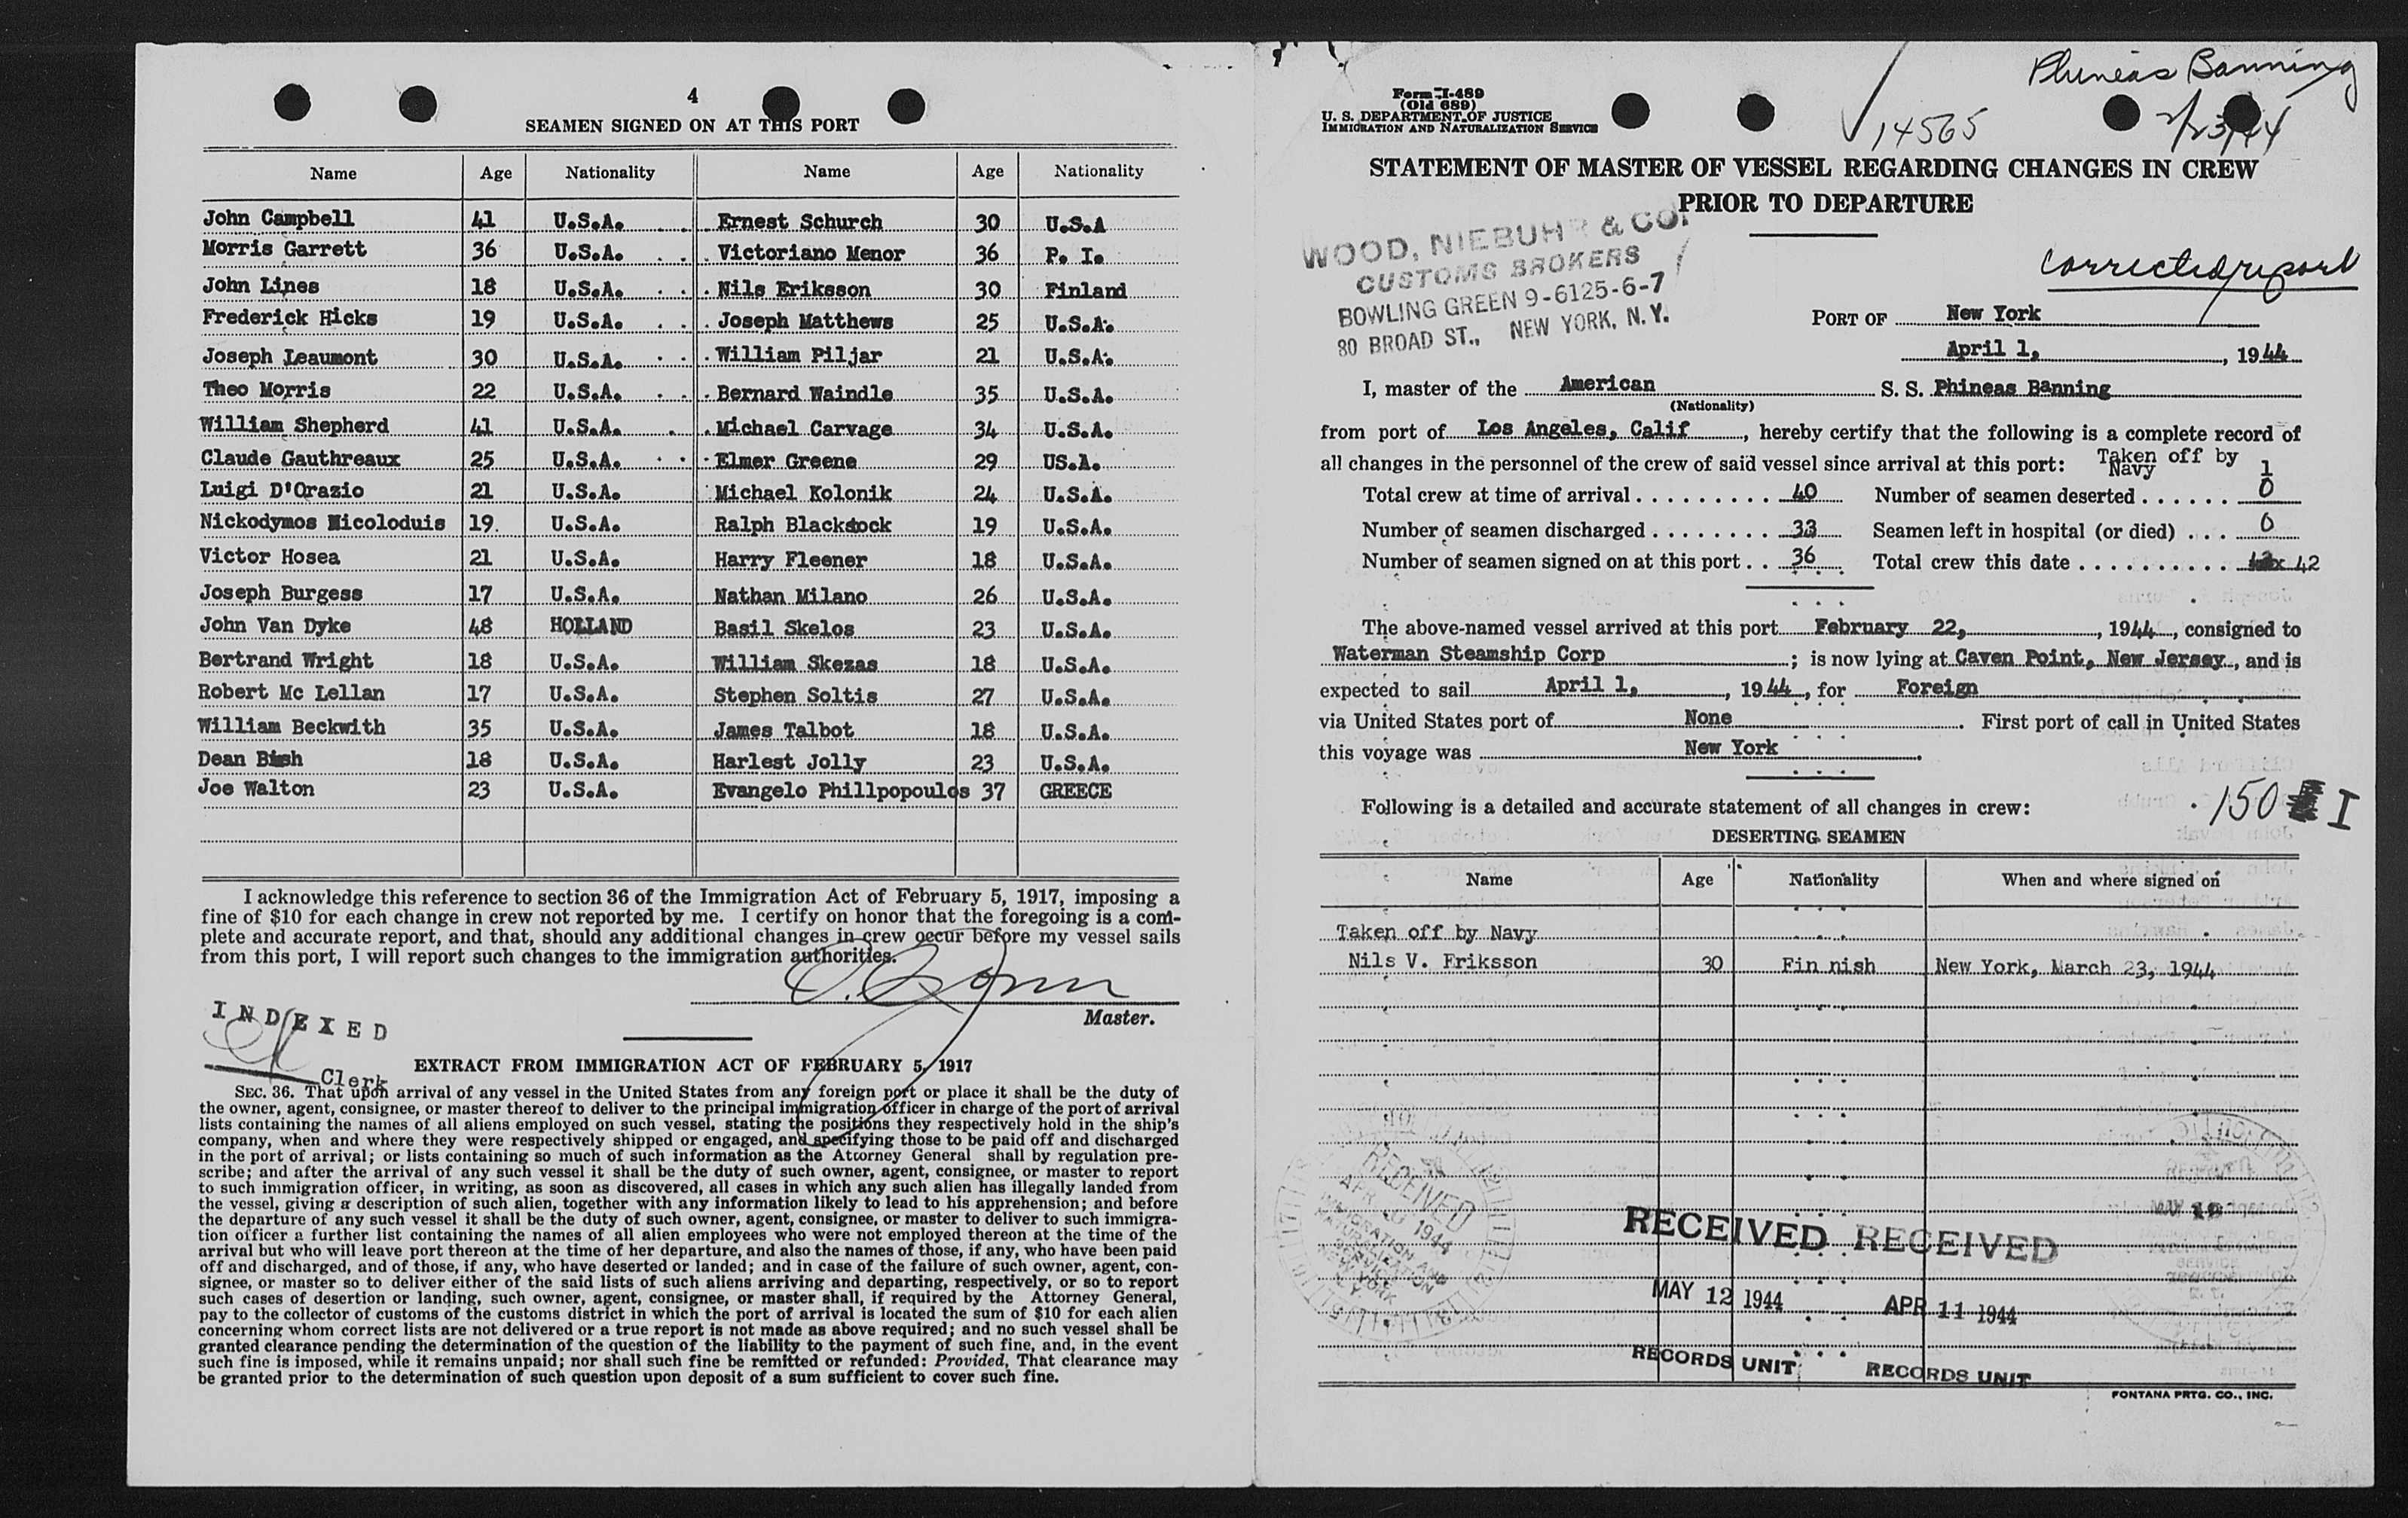 4
SEAMEN SIGNED ON AT THIS PORT
Name Age Nationality Name Age Nationality
John Campbell 41 U.S.A. Ernest Schurch 30 U.S.A
Morris Garrett 36 U.S.A. Victoriano Menor 36 P. I.
John Lines 18 U.S.A. Nils Eriksson 30 Finland
Frederick Hicks 19 U.S.A. Joseph Matthews 25 U.S.A.
Joseph Leaumont 30 U.S.A. William Piljar 21 U.S.A.
Theo Morris 22 U.S.A. Bernard Waindle 35 U.S.A.
William Shepherd 41 U.S.A. Michael Carvage 34 U.S.A.
Claude Gauthreaux 25 U.S.A. Elmer Greene 29 US.A.
Luigi D'Orazio 21 U.S.A. Michael Kolonik 24 U.S.A.
Nickodymos Nicoloduis 19. U.S.A. Ralph Blackstock 19 U.S.A.
Victor Hosea 21 U.S.A. Harry Fleener 18 U.S.A.
Joseph Burgess 17 U.S.A. Nathan Milano 26 U.S.A.
John Van Dyke 48 HOLLAND Basil Skelos 23 U.S.A.
Bertrand Wright 18 U.S.A. William Skezas 18 U.S.A.
Robert Mc Lellan 17 U.S.A. Stephen Soltis 27 U.S.A.
William Beckwith 35 U.S.A. James Talbot 18 U.S.A.
Dean 18 U.S.A. Harlest Jolly 23 U.S.A.
Joe Walton 23 U.S.A. Evangelo Phillpopoulos 37 GREECE
I acknowledge this reference to section 36 of the Immigration Act of February 5, 1917, imposing a
fine of $10 for each change in crew not reported by me. I certify on honor that the foregoing is a com-
plete and accurate report, and that, should any additional changes in crew occur before my vessel sails
from this port, I will report such changes to the immigration authorities.
Master.
INDEXED
Clerk
EXTRACT FROM IMMIGRATION ACT OF FEBRUARY 5, 1917
SEC. 36. That upon arrival of any vessel in the United States from any foreign port or place it shall be the duty of
the owner, agent, consignee, or master thereof to deliver to the principal immigration officer in charge of the port of arrival
lists containing the names of all aliens employed on such vessel, stating the positions they respectively hold in the ship's
company, when and where they were respectively shipped or engaged, and specifying those to be paid off and discharged
in the port of arrival; or lists containing so much of such information as the Attorney General shall by regulation pre-
scribe; and after the arrival of any such vessel it shall be the duty of such owner, agent, consignee, or master to report
to such immigration officer, in writing, as soon as discovered, all cases in which any such alien has illegally landed from
the vessel, giving a description of such alien, together with any information likely to lead to his apprehension; and before
the departure of any such vessel it shall be the duty of such owner, agent, consignee, or master to deliver to such immigra-
tion officer a further list containing the names of all alien employees who were not employed thereon at the time of the
arrival but who will leave port thereon at the time of her departure, and also the names of those, if any, who have been paid
off and discharged, and of those, if any, who have deserted or landed; and in case of the failure of such owner, agent, con-
signee, or master so to deliver either of the said lists of such aliens arriving and departing, respectively, or so to report
such cases of desertion or landing, such owner, agent, consignee, or master shall, if required by the Attorney General,
pay to the collector of customs of the customs district in which the port of arrival is located the sum of $10 for each alien
concerning whom correct lists are not delivered or a true report is not made as above required; and no such vessel shall be
granted clearance pending the determination of the question of the liability to the payment of such fine, and, in the event
such fine is imposed, while it remains unpaid; nor shall such fine be remitted or refunded: Provided, That clearance may
be granted prior to the determination of such question upon deposit of a sum sufficient to cover such fine.
Phineas Banning
2/23/44
14565
Form I-489
(Old 689)
U. S. DEPARTMENT OF JUSTICE
IMMIGRATION AND NATURALIZATION SERVICE
STATEMENT OF MASTER OF VESSEL REGARDING CHANGES IN CREW
PRIOR TO DEPARTURE
WOOD, NIEBUHR & CO.
CUSTOMS BROKERS
BOWLING GREEN 9-6125-6-7
80 BROAD ST., NEW YORK, N.Y.
corrected report
PORT OF New York
April 1, , 1944
I, master of the American S. S. Phineas Banning
(Nationality)
from port of Los Angeles, Calif , hereby certify that the following is a complete record of
all changes in the personnel of the crew of said vessel since arrival at this port: Taken off by Navy 1
Total crew at time of arrival . . . . . . . . . . 40 Number of seamen deserted . . . . . . 0
Number of seamen discharged . . . . . . . . 33 Seamen left in hospital (or died) . . . 0
Number of seamen signed on at this port . . 36 Total crew this date . . . . . . . . . . 42
The above-named vessel arrived at this port February 22, , 1944 , consigned to
Waterman Steamship Corp ; is now lying at Caven Point, New Jersey , and is
expected to sail April 1, , 1944 , for Foreign
via United States port of None . First port of call in United States
this voyage was New York .
Following is a detailed and accurate statement of all changes in crew:
150 I
DESERTING SEAMEN
Name Age Nationality When and where signed on
Taken off by Navy
Nils V. Friksson 30 Fin nish New York, March 23, 1944
RECEIVED
APR 1944
IMMIGRATION AND
NATURALIZATION
SERVICE
NEW YORK
N.Y.
RECEIVED RECEIVED
MAY 12 1944 APR 11 1944
RECORDS UNIT RECORDS UNIT
FONTANA PRTG. CO., INC.